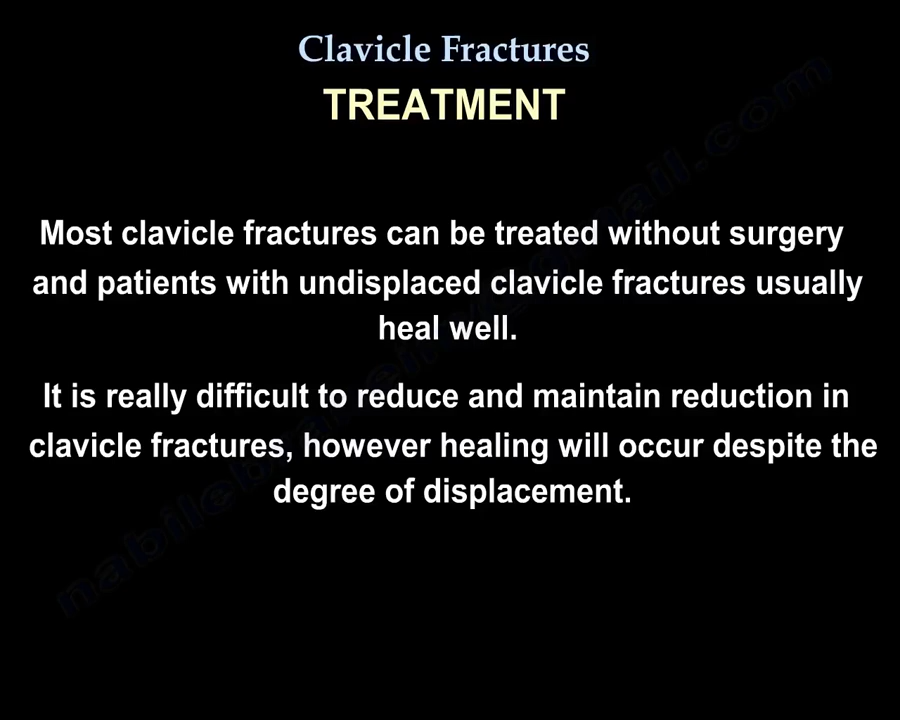 Clavicle Fractures
TREATMENT
Most clavicle fractures can be treated without surgery
and patients with undisplaced clavicle fractures usually
heal well.
It is really difficult to reduce and maintain reduction in
clavicle fractures, however healing will occur despite the
degree of displacement.